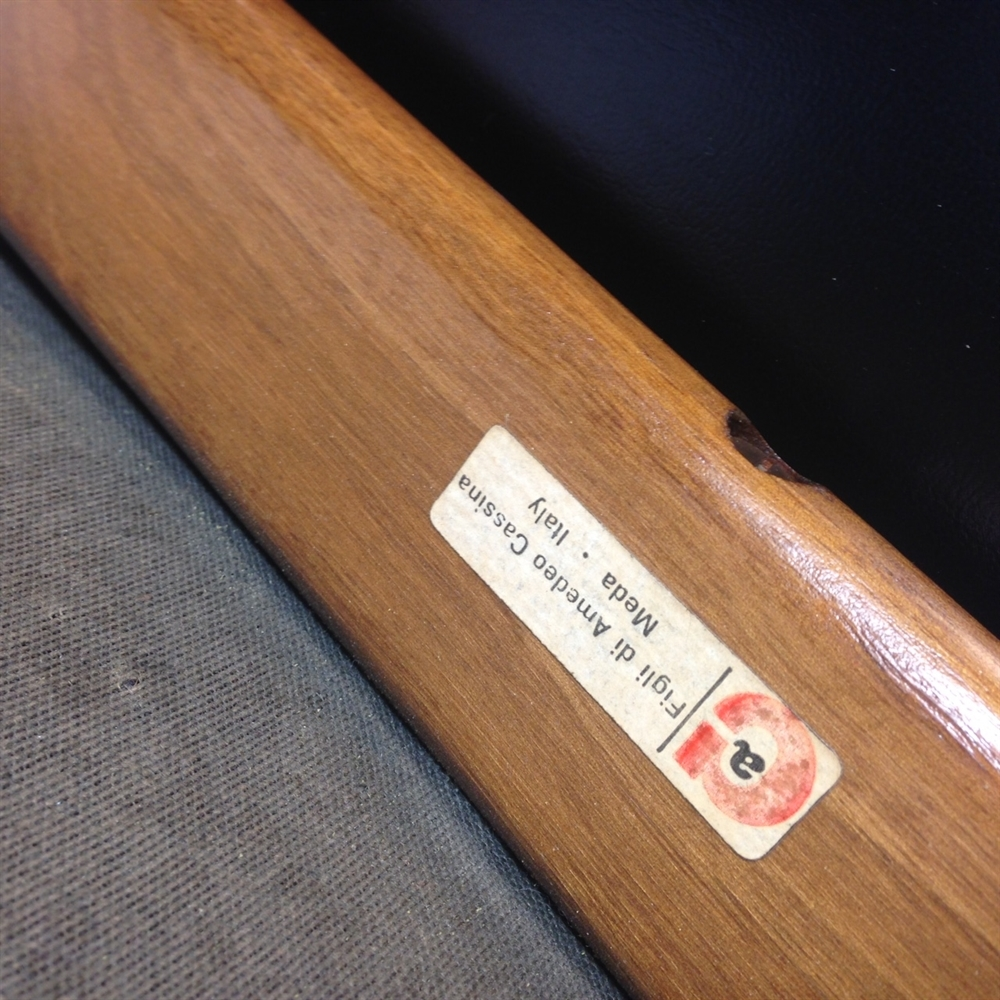 a
Figli di Amedeo Cassina
Meda • Italy